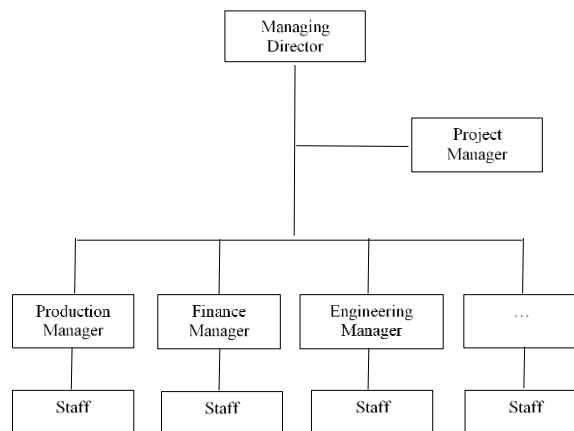 Managing
Director
Project
Manager
Production
Manager
Finance
Manager
Engineering
Manager
...
Staff
Staff
Staff
Staff